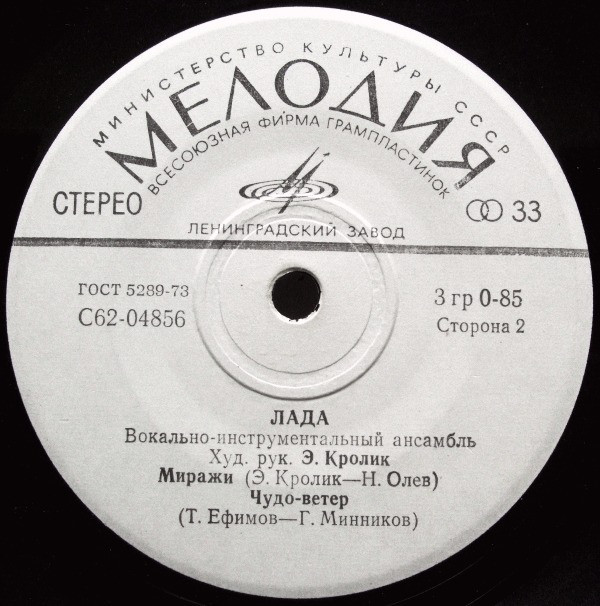 МИНИСТЕРСТВО КУЛЬТУРЫ СССР
МЕЛОДИЯ
ВСЕСОЮЗНАЯ ФИРМА ГРАМПЛАСТИНОК
СТЕРЕО
33
ЛЕНИНГРАДСКИЙ ЗАВОД
ГОСТ 5289-73
3 гр 0-85
С62-04856
Сторона 2
ЛАДА
Вокально-инструментальный ансамбль
Худ. рук. Э. Кролик
Миражи (Э. Кролик—Н. Олев)
Чудо-ветер
(Т. Ефимов—Г. Минников)